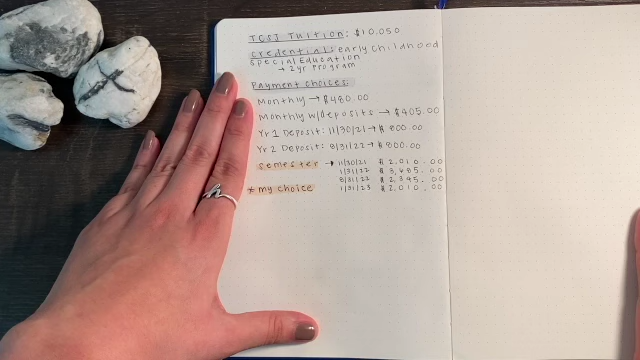 TCSJ Tuition: $10.050
Credentials: early Childhood
Special Education
→ 2yr Program
Payment Choices:
Monthly → $480.00
Monthly w/deposits → $405.00
Yr 1 Deposit: 11/30/21 → $800.00
Yr 2 Deposit: 8/31/22 → $800.00
semester → 11/30/21 $2,010.00
1/31/22 $3,685.00
8/31/22 $2,345.00
* my choice 1/31/23 $2,010.00